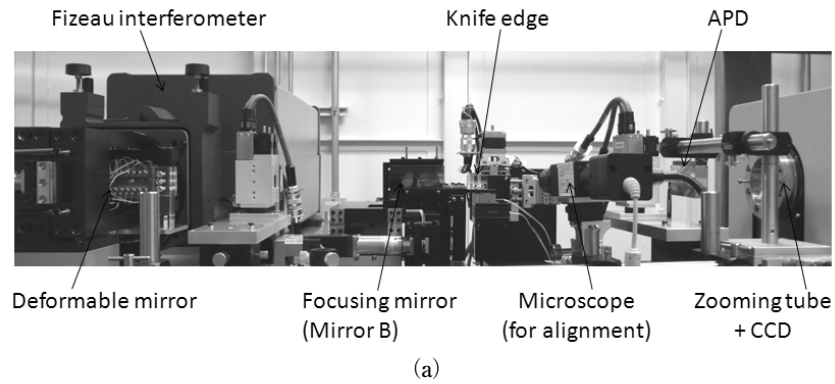 Fizeau interferometer
Knife edge
APD
Deformable mirror
Focusing mirror
(Mirror B)
Microscope
(for alignment)
Zooming tube
+ CCD
(a)